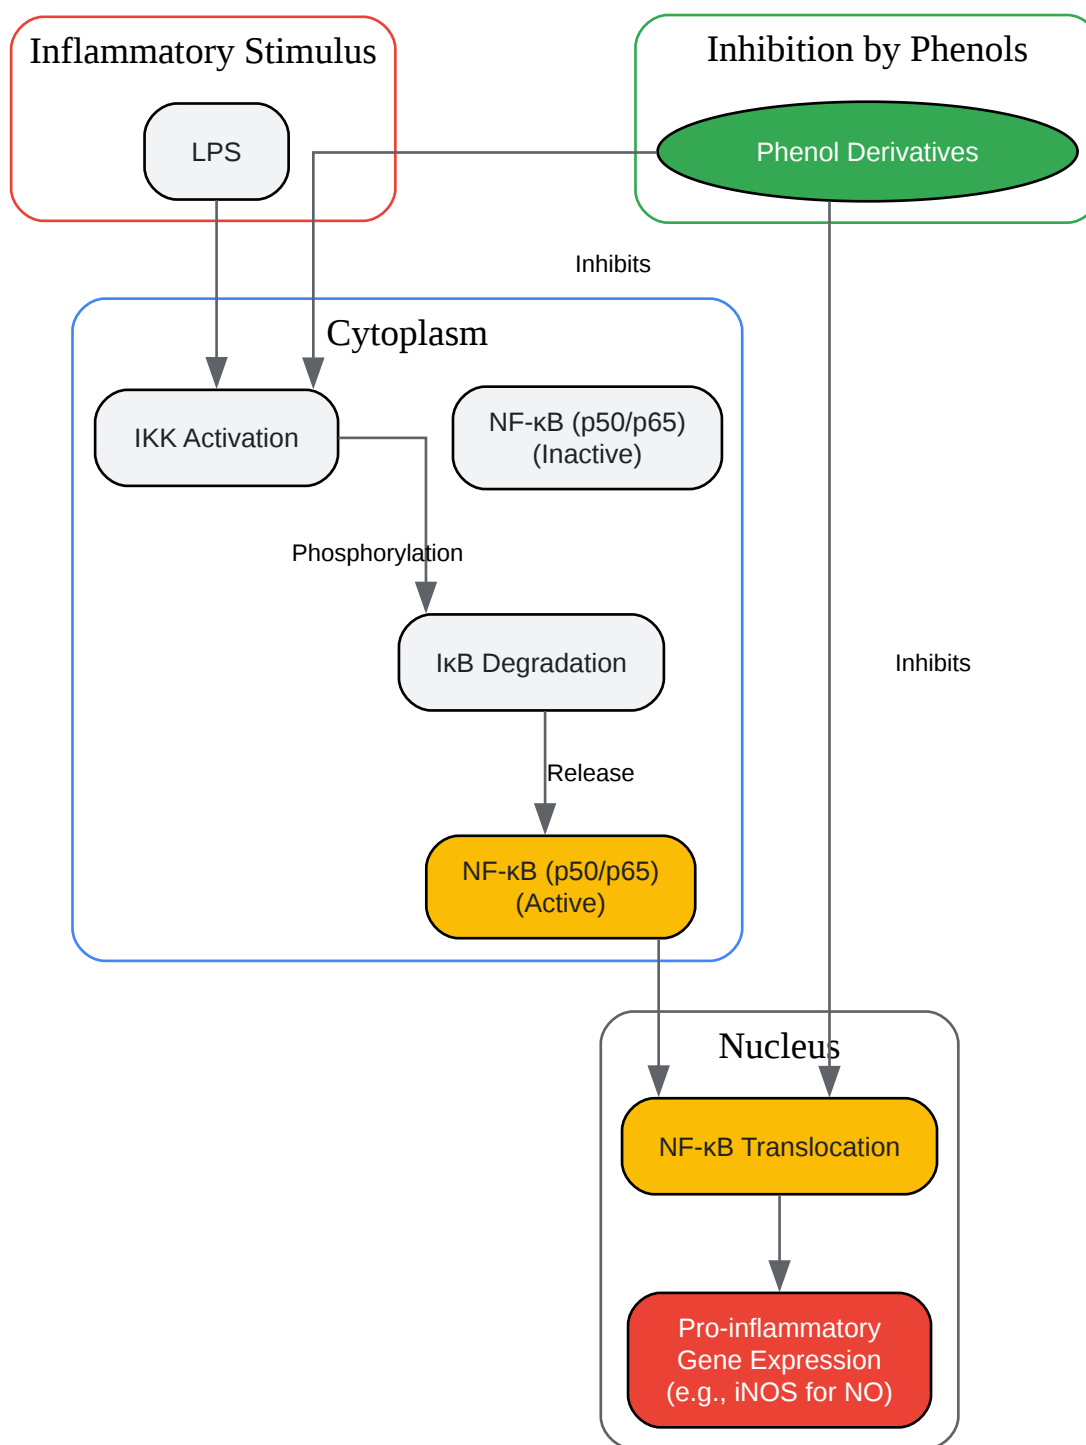 Inflammatory Stimulus
Inhibition by Phenols
LPS
Phenol Derivatives
Inhibits
Cytoplasm
IKK Activation
NF-κB (p50/p65)
(Inactive)
Phosphorylation
IκB Degradation
Inhibits
Release
NF-κB (p50/p65)
(Active)
Nucleus
NF-κB Translocation
Pro-inflammatory
Gene Expression
(e.g., iNOS for NO)